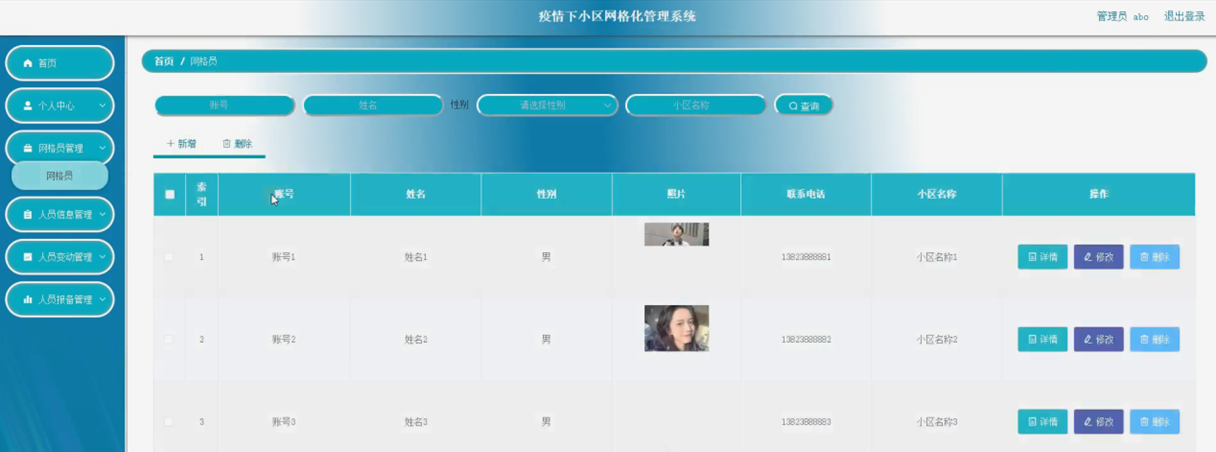 疫情下小区网格化管理系统
管理员 abo 退出登录
首页
个人中心
网格员管理
网格员
人员信息管理
人员变动管理
人员报备管理
首页 / 网格员
账号 姓名 性别 请选择性别 小区名称 查询
新增 删除
索引 账号 姓名 性别 照片 联系电话 小区名称 操作
1 账号1 姓名1 男 13823888881 小区名称1 详情 修改 删除
2 账号2 姓名2 男 13823888882 小区名称2 详情 修改 删除
3 账号3 姓名3 男 13823888883 小区名称3 详情 修改 删除